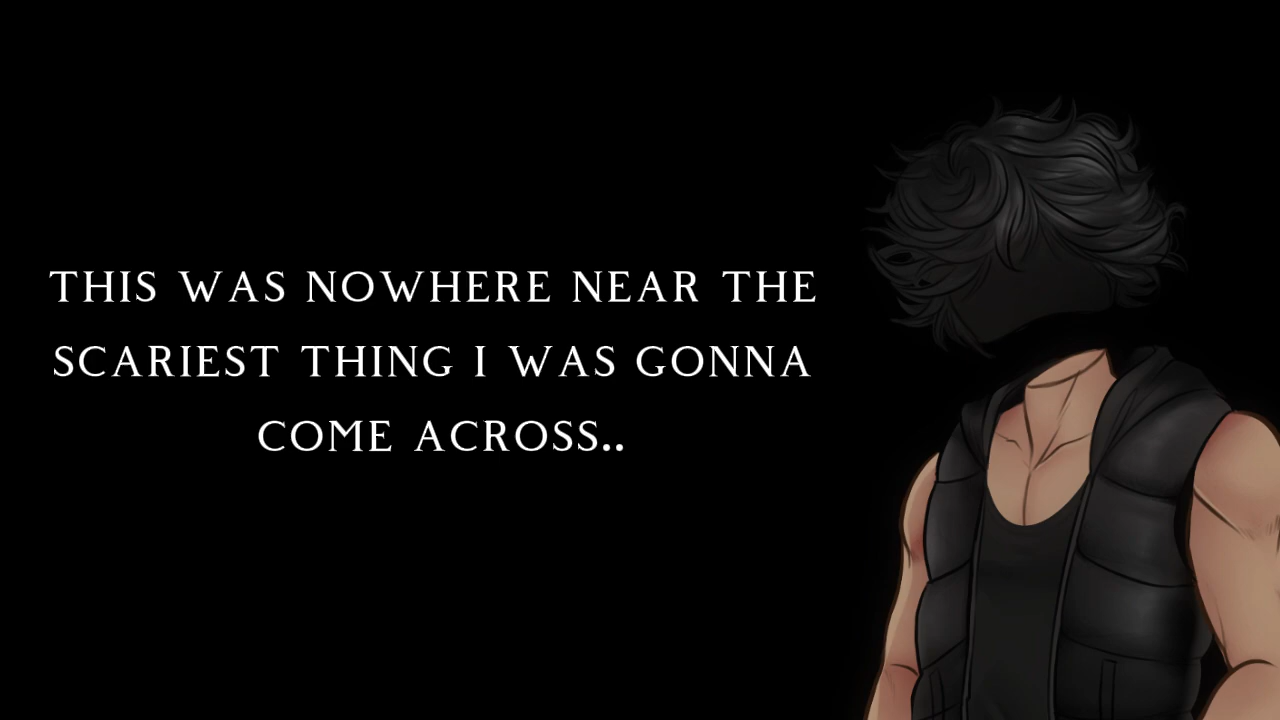 THIS WAS NOWHERE NEAR THE
SCARIEST THING I WAS GONNA
COME ACROSS..